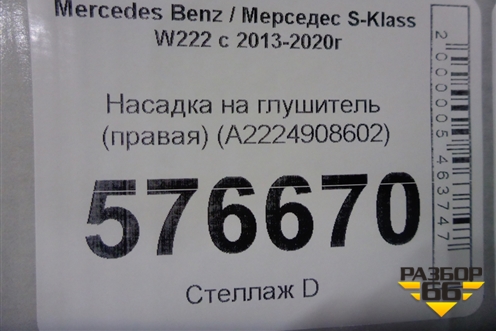 Mercedes Benz / Мерседес S-Klass
W222 с 2013-2020г
Насадка на глушитель
(правая) (A2224908602)
576670
Стеллаж D
2000005463747
РАЗБОР
66